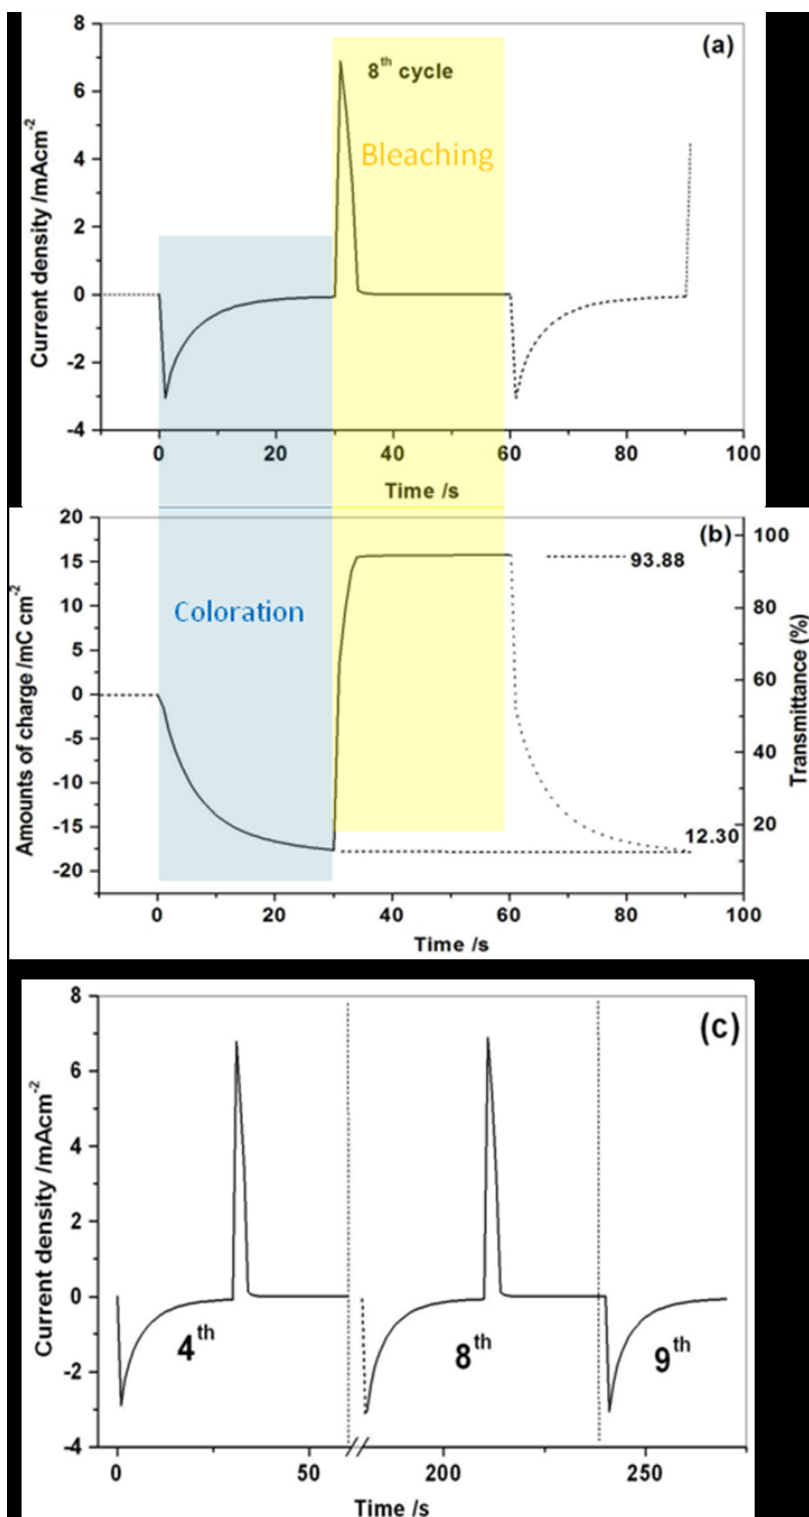 8
(a)
8th cycle
6
Bleaching
4
2
0
-2
-4
Current density /mAcm-2
0 20 40 60 80 100
Time /s
20
(b)
100
15
93.88
10
80
Coloration
5
0
60
-5
40
-10
-15
20
12.30
-20
Amounts of charge /mC cm-2
Transmittance (%)
0 20 40 60 80 100
Time /s
8
(c)
6
4
2
0
4th 8th 9th
-2
-4
Current density /mAcm-2
0 50 200 250
Time /s